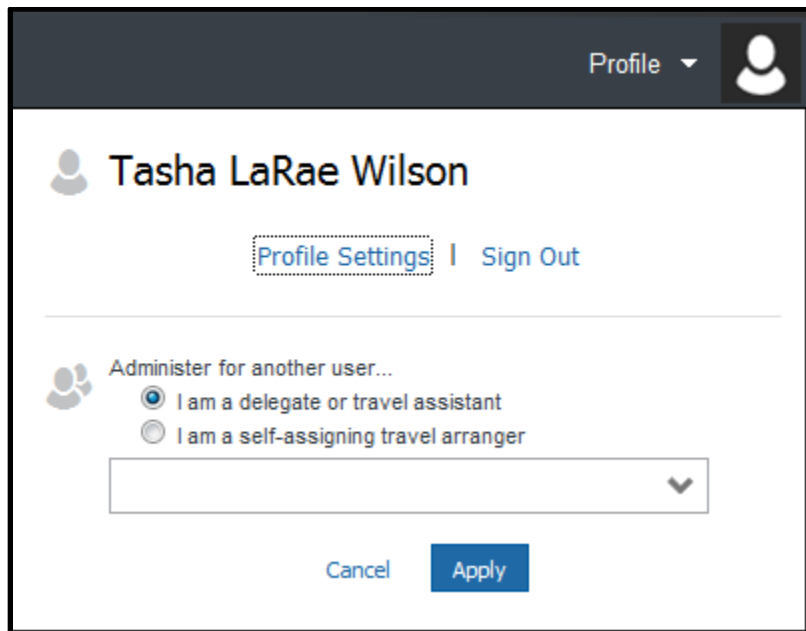 Profile
Tasha LaRae Wilson
Profile Settings | Sign Out
Administer for another user...
I am a delegate or travel assistant
I am a self-assigning travel arranger
Cancel Apply